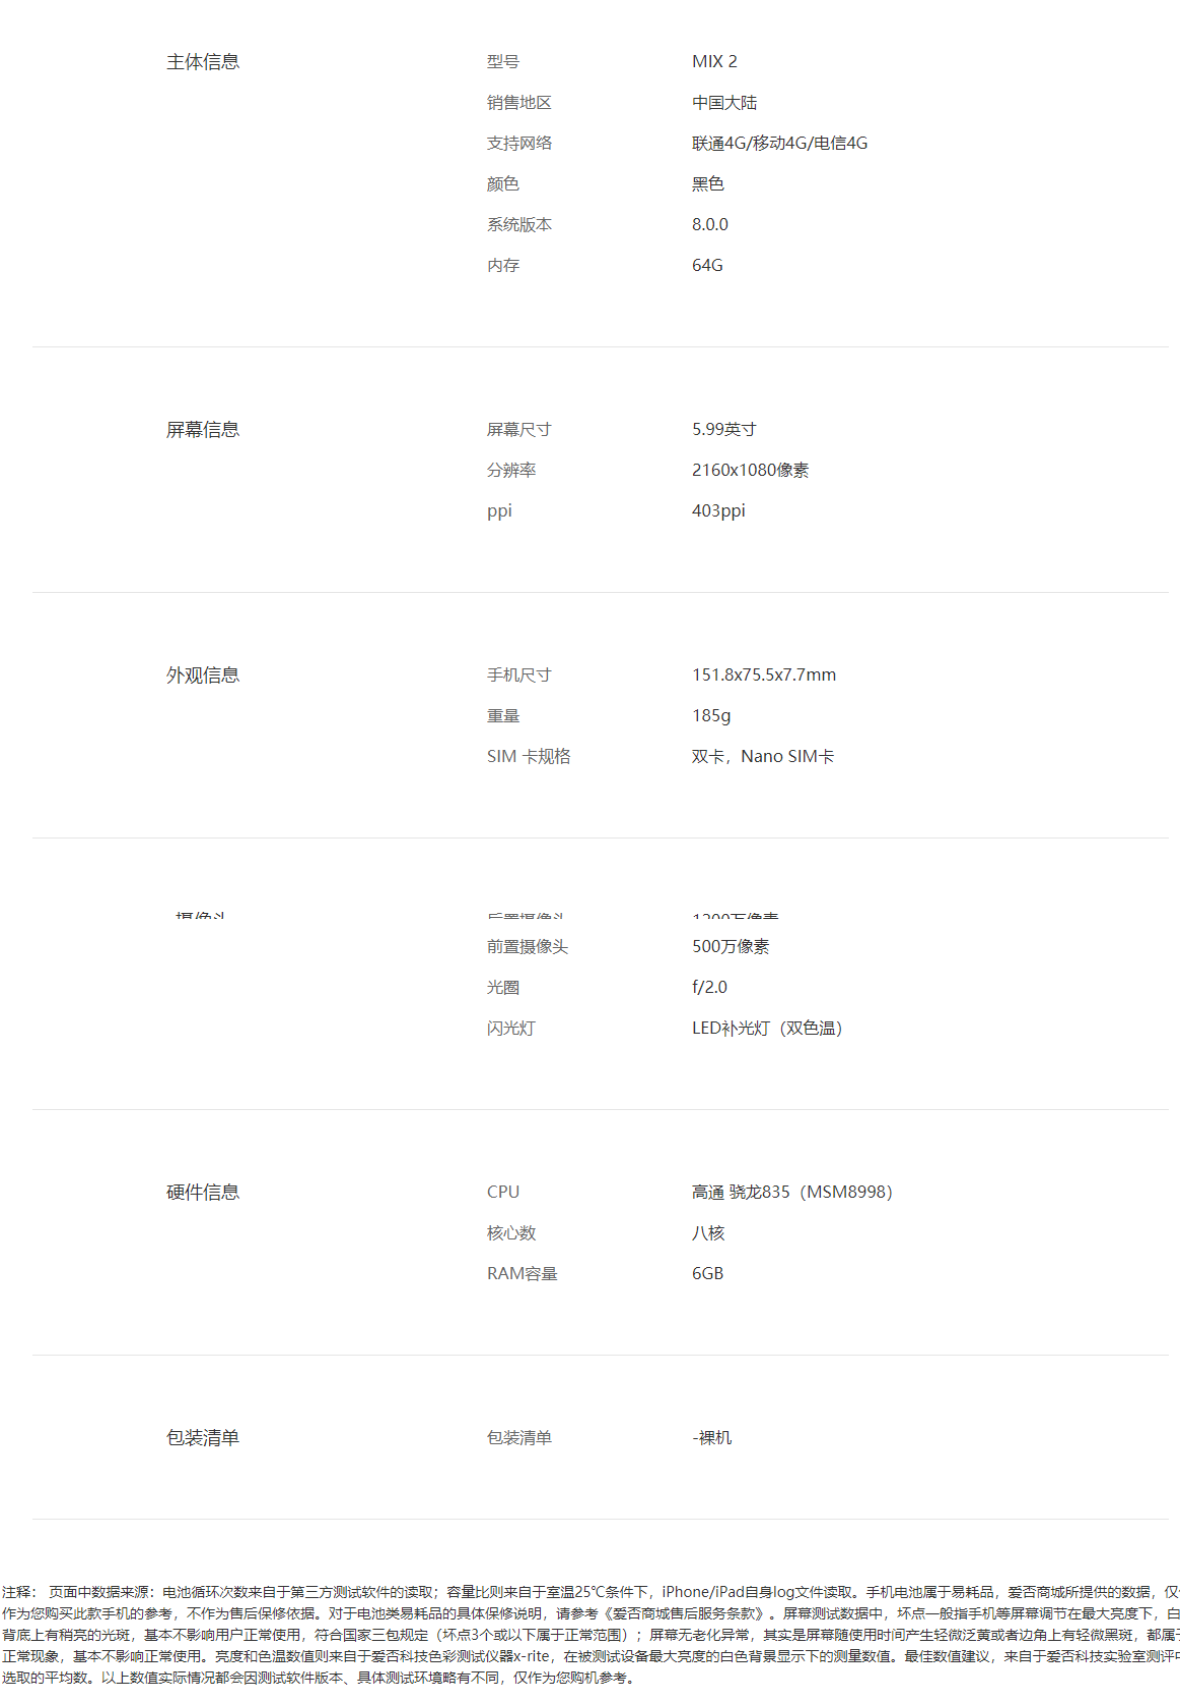 主体信息 型号 MIX 2
销售地区 中国大陆
支持网络 联通4G/移动4G/电信4G
颜色 黑色
系统版本 8.0.0
内存 64G
屏幕信息 屏幕尺寸 5.99英寸
分辨率 2160x1080像素
ppi 403ppi
外观信息 手机尺寸 151.8x75.5x7.7mm
重量 185g
SIM 卡规格 双卡，Nano SIM卡
摄像头 后置摄像头 1200万像素
前置摄像头 500万像素
光圈 f/2.0
闪光灯 LED补光灯（双色温）
硬件信息 CPU 高通 骁龙835（MSM8998）
核心数 八核
RAM容量 6GB
包装清单 包装清单 -裸机
注释： 页面中数据来源：电池循环次数来自于第三方测试软件的读取；容量比则来自于室温25℃条件下，iPhone/iPad自身log文件读取。手机电池属于易耗品，爱否商城所提供的数据，仅
作为您购买此款手机的参考，不作为售后保修依据。对于电池类易耗品的具体保修说明，请参考《爱否商城售后服务条款》。屏幕测试数据中，坏点一般指手机等屏幕调节在最大亮度下，白
背底上有稍亮的光斑，基本不影响用户正常使用，符合国家三包规定（坏点3个或以下属于正常范围）；屏幕无老化异常，其实是屏幕随使用时间产生轻微泛黄或者边角上有轻微黑斑，都属于
正常现象，基本不影响正常使用。亮度和色温数值则来自于爱否科技色彩测试仪器x-rite，在被测试设备最大亮度的白色背景显示下的测量数值。最佳数值建议，来自于爱否科技实验室测评中
选取的平均数。以上数值实际情况都会因测试软件版本、具体测试环境略有不同，仅作为您购机参考。